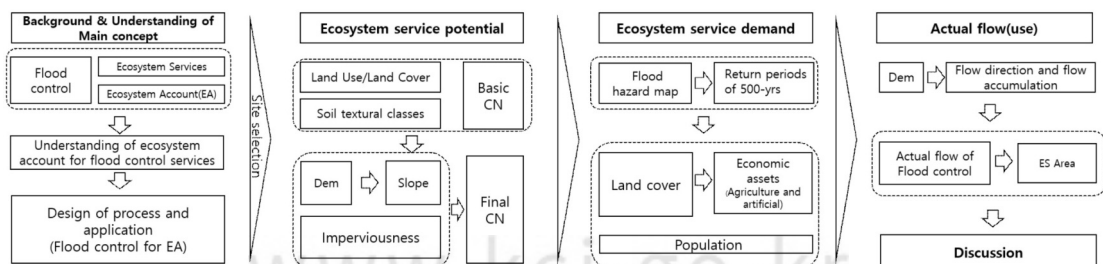 Background & Understanding of
Main concept
Flood
control
Ecosystem Services
Ecosystem Account(EA)
Understanding of ecosystem
account for flood control services
Design of process and
application
(Flood control for EA)
Site selection
Ecosystem service potential
Land Use/Land Cover
Soil textural classes
Basic
CN
Dem
Slope
Imperviousness
Final
CN
Ecosystem service demand
Flood
hazard map
Return periods
of 500-yrs
Land cover
Economic
assets
(Agriculture and
artificial)
Population
Actual flow(use)
Dem
Flow direction and flow
accumulation
Actual flow of
Flood control
ES Area
Discussion